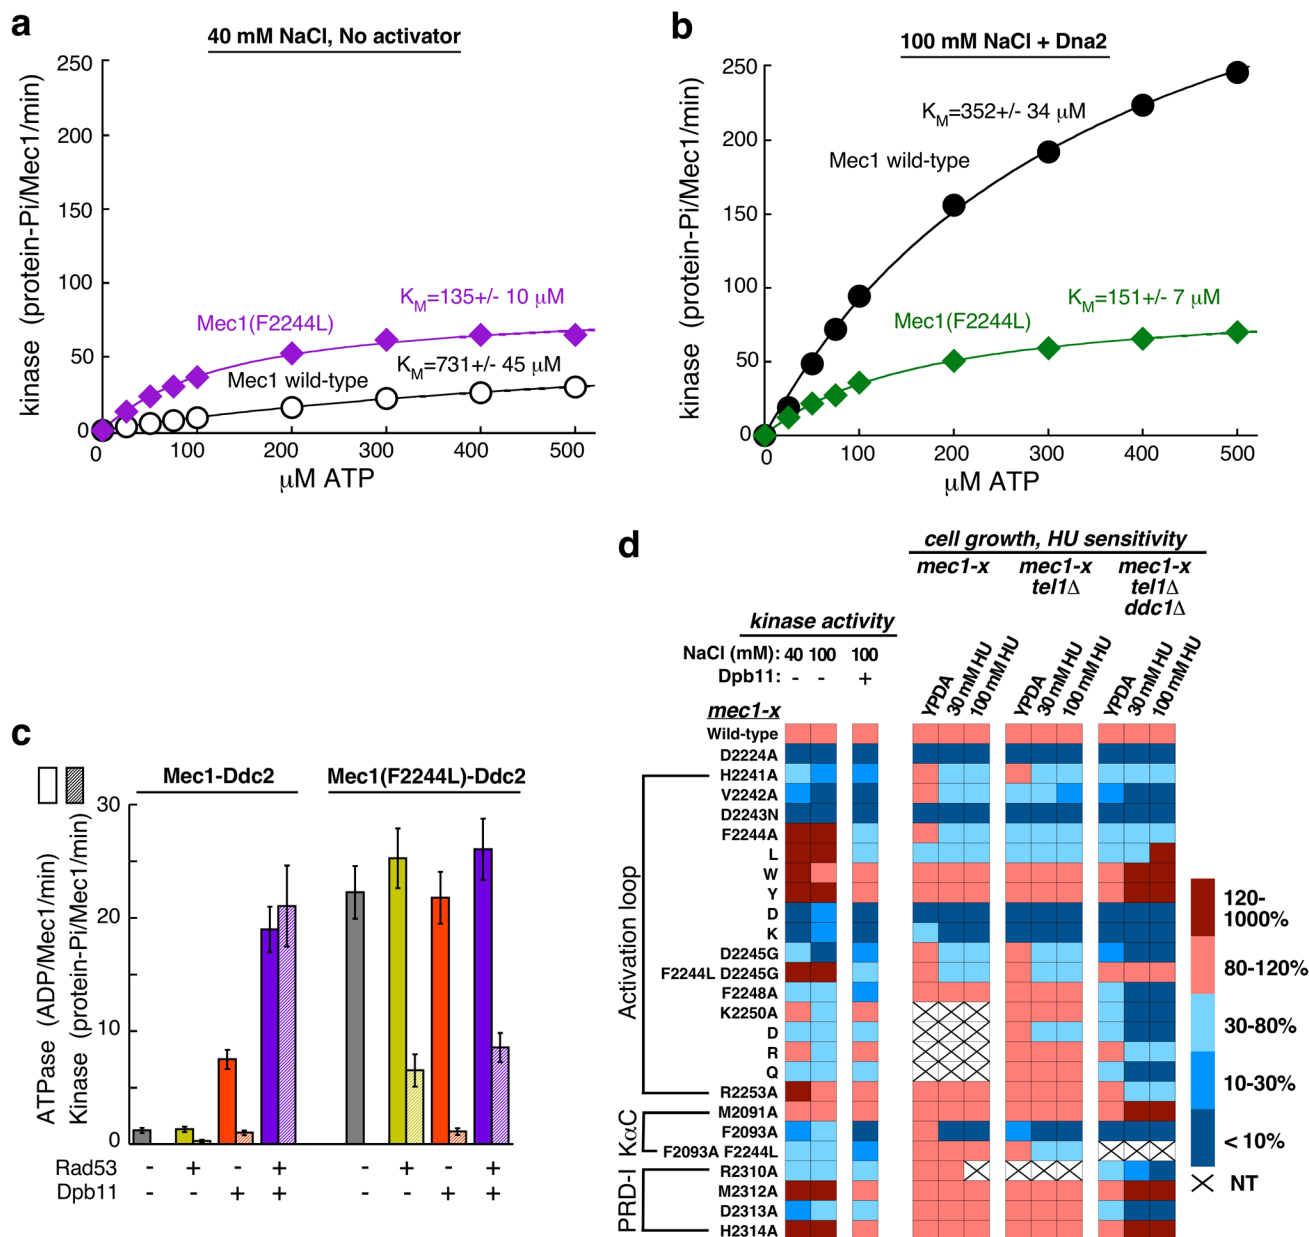 a
40 mM NaCl, No activator
kinase (protein-Pi/Mec1/min)
250
200
150
100
50
0
KM=135+/- 10 µM
Mec1(F2244L)
KM=731+/- 45 µM
Mec1 wild-type
0 100 200 300 400 500
µM ATP
b
100 mM NaCl + Dna2
kinase (protein-Pi/Mec1/min)
250
200
150
100
50
0
KM=352+/- 34 µM
Mec1 wild-type
KM=151+/- 7 µM
Mec1(F2244L)
0 100 200 300 400 500
µM ATP
c
Mec1-Ddc2 Mec1(F2244L)-Ddc2
ATPase (ADP/Mec1/min)
Kinase (protein-Pi/Mec1/min)
30
20
10
0
Rad53 - + - + - + - +
Dpb11 - - + + - - + +
d
cell growth, HU sensitivity
mec1-x mec1-x mec1-x
tel1Δ tel1Δ
ddc1Δ
kinase activity
NaCl (mM): 40 100 100
Dpb11: - - +
YPDA 30 mM HU 100 mM HU YPDA 30 mM HU 100 mM HU YPDA 30 mM HU 100 mM HU
mec1-x
Wild-type
D2224A
H2241A
V2242A
D2243N
F2244A
L
W
Y
D
K
D2245G
F2244L D2245G
F2248A
K2250A
D
R
Q
R2253A
M2091A
F2093A
F2093A F2244L
R2310A
M2312A
D2313A
H2314A
Activation loop
KαC
PRD-I
120-
1000%
80-120%
30-80%
10-30%
< 10%
NT